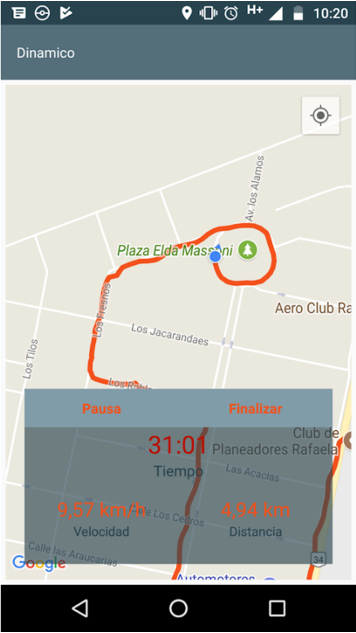 H+ 10:20
Dinamico
Av. los Alamos
Plaza Elda Massoni
Aero Club Ra
Los Fresnos
Los Jacarandaes
Los Tilos
Los Robl
Pausa Finalizar
31:01
Tiempo
Club de
Planeadores Rafaela
Las Acacias
9,57 km/h 4,94 km
Los Cedros
Velocidad Distancia
Calle las Araucarias
34
Google
Automotores